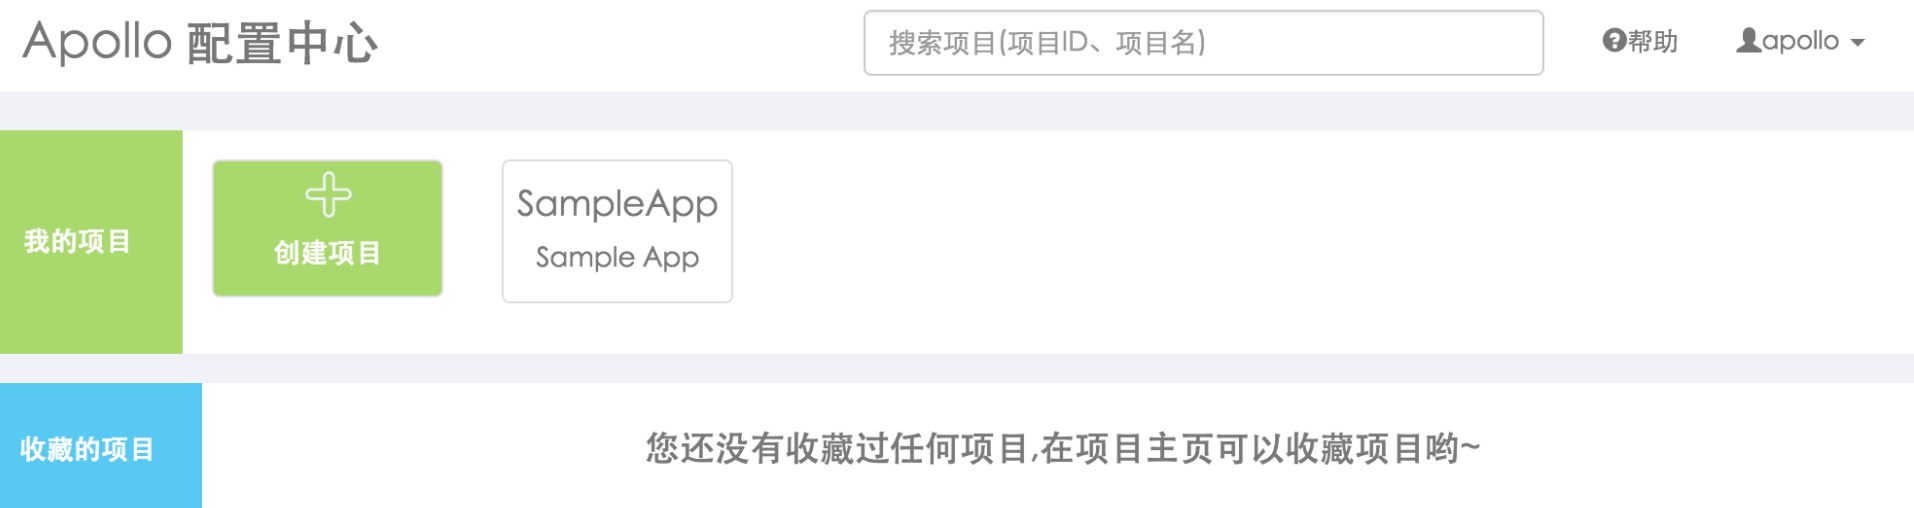 Apollo 配置中心
搜索项目(项目ID、项目名)
帮助
apollo
我的项目
创建项目
SampleApp
Sample App
收藏的项目
您还没有收藏过任何项目,在项目主页可以收藏项目哟~